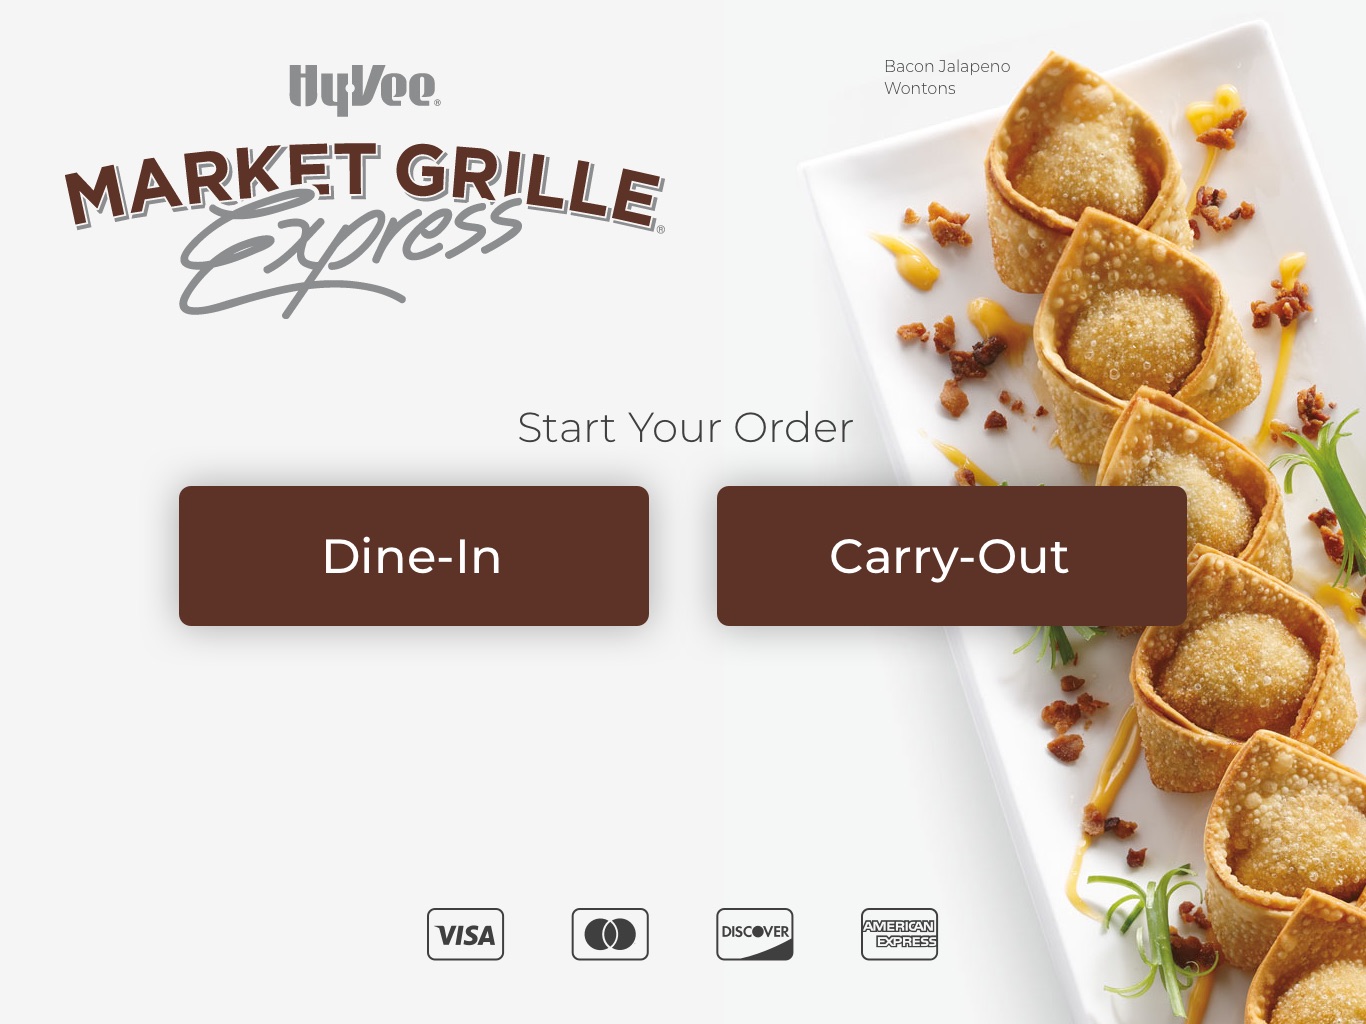 HyVee®
MARKET GRILLE®
Express
Bacon Jalapeno
Wontons
Start Your Order
Dine-In
Carry-Out
VISA
DISCOVER
AMERICAN
EXPRESS